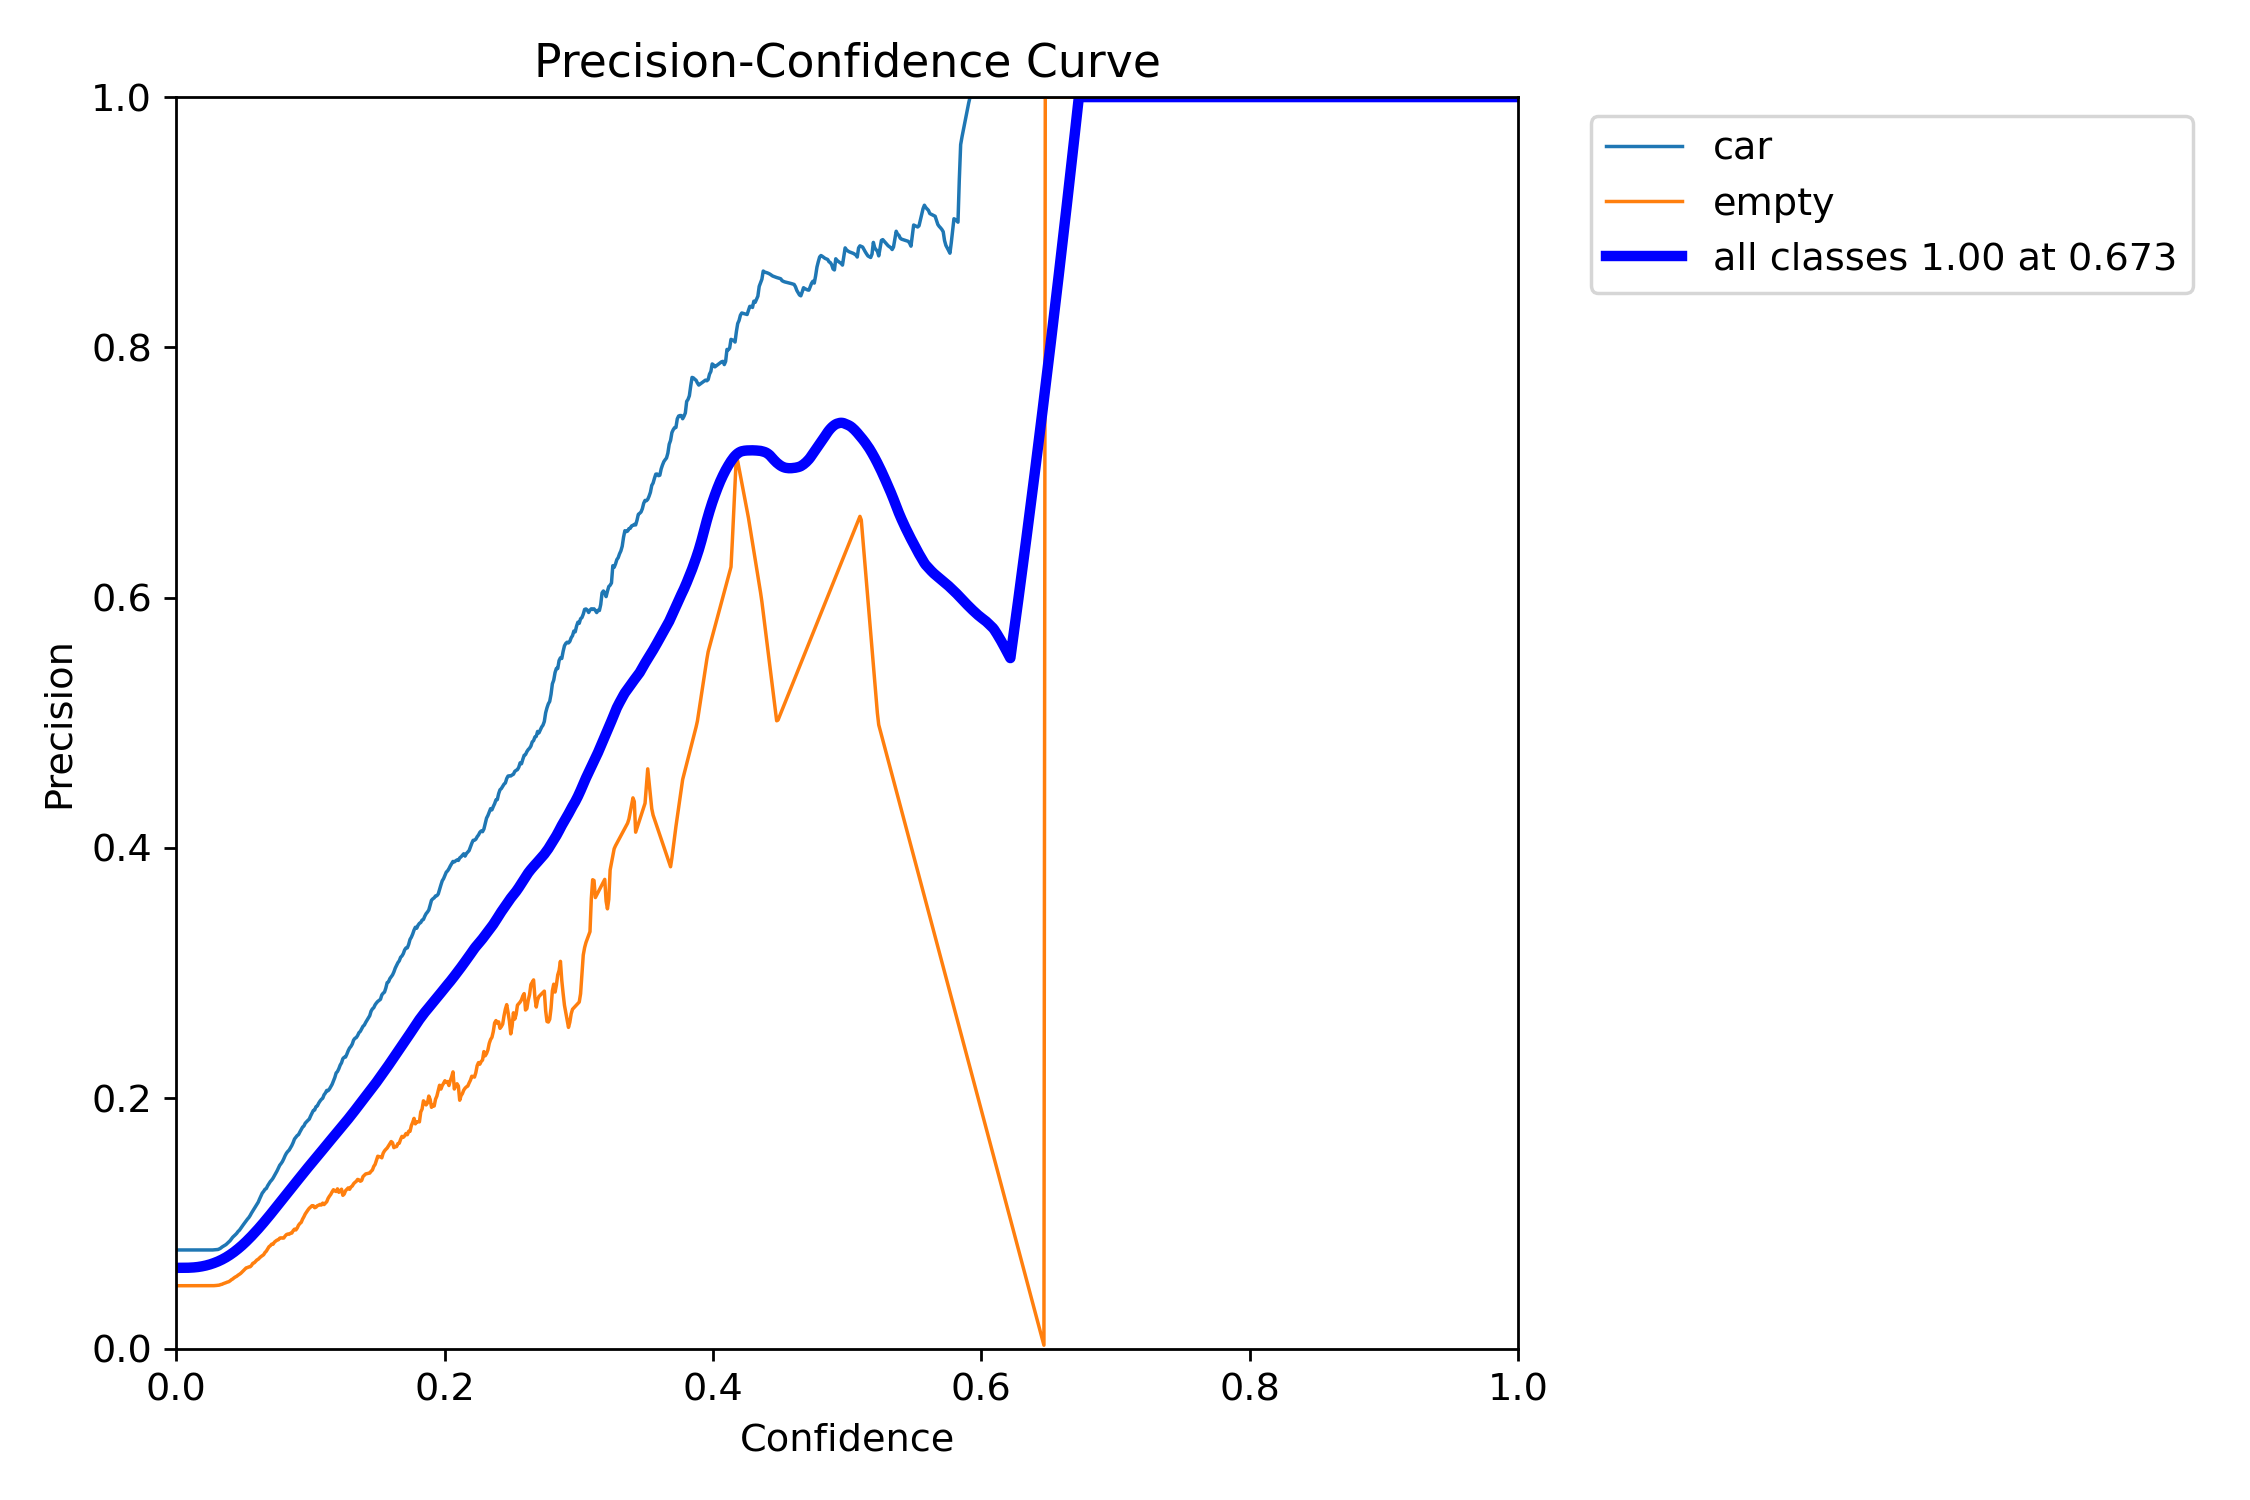 Precision-Confidence Curve
1.0
0.8
0.6
0.4
0.2
0.0
Precision
0.0 0.2 0.4 0.6 0.8 1.0
Confidence
car
empty
all classes 1.00 at 0.673